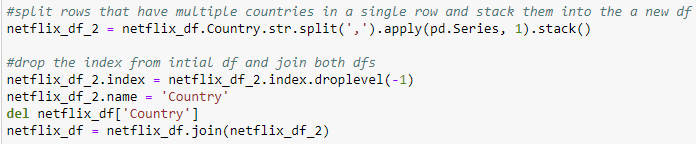 #split rows that have multiple countries in a single row and stack them into the a new df
netflix_df_2 = netflix_df.Country.str.split(',').apply(pd.Series, 1).stack()
#drop the index from intial df and join both dfs
netflix_df_2.index = netflix_df_2.index.droplevel(-1)
netflix_df_2.name = 'Country'
del netflix_df['Country']
netflix_df = netflix_df.join(netflix_df_2)